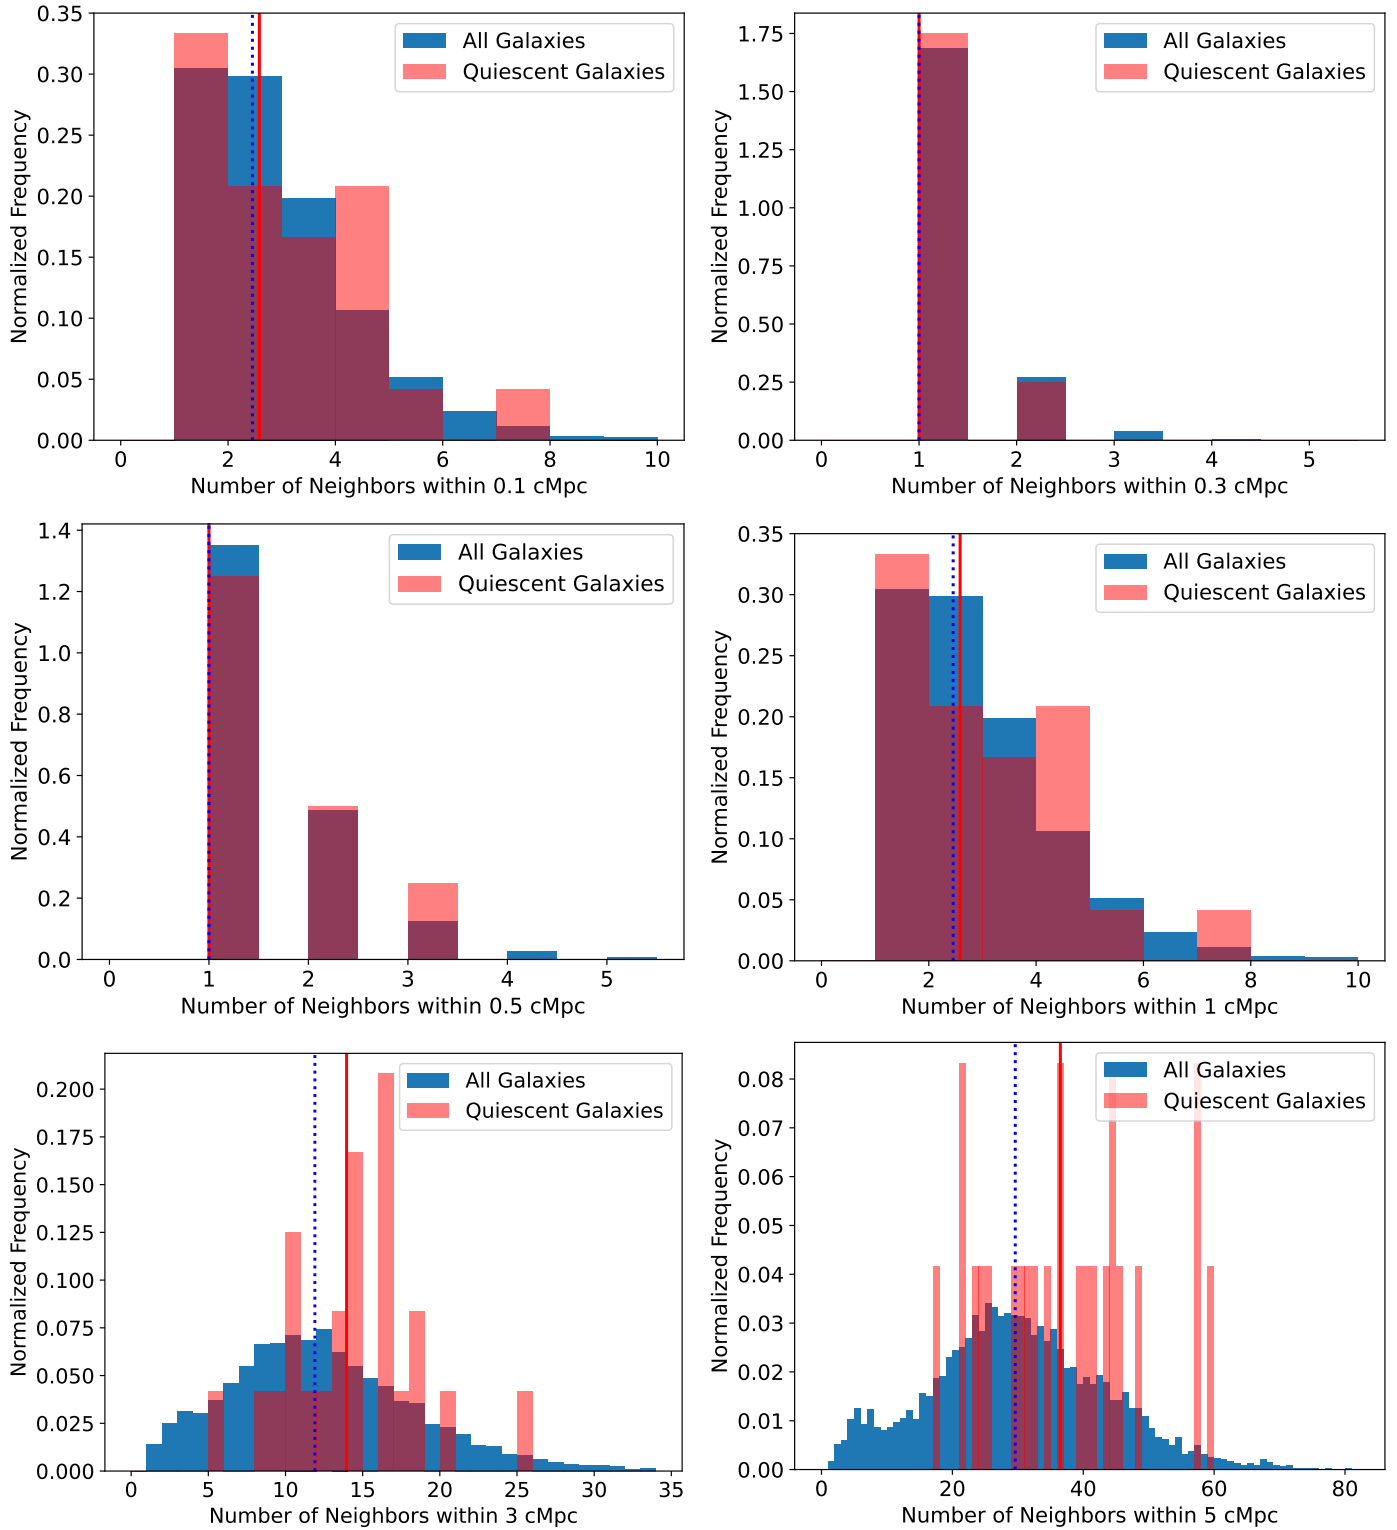 0.35
0.30
0.25
0.20
0.15
0.10
0.05
0.00
Normalized Frequency
All Galaxies
Quiescent Galaxies
0 2 4 6 8 10
Number of Neighbors within 0.1 cMpc
1.75
1.50
1.25
1.00
0.75
0.50
0.25
0.00
Normalized Frequency
All Galaxies
Quiescent Galaxies
0 1 2 3 4 5
Number of Neighbors within 0.3 cMpc
1.4
1.2
1.0
0.8
0.6
0.4
0.2
0.0
Normalized Frequency
All Galaxies
Quiescent Galaxies
0 1 2 3 4 5
Number of Neighbors within 0.5 cMpc
0.35
0.30
0.25
0.20
0.15
0.10
0.05
0.00
Normalized Frequency
All Galaxies
Quiescent Galaxies
0 2 4 6 8 10
Number of Neighbors within 1 cMpc
0.200
0.175
0.150
0.125
0.100
0.075
0.050
0.025
0.000
Normalized Frequency
All Galaxies
Quiescent Galaxies
0 5 10 15 20 25 30 35
Number of Neighbors within 3 cMpc
0.08
0.07
0.06
0.05
0.04
0.03
0.02
0.01
0.00
Normalized Frequency
All Galaxies
Quiescent Galaxies
0 20 40 60 80
Number of Neighbors within 5 cMpc